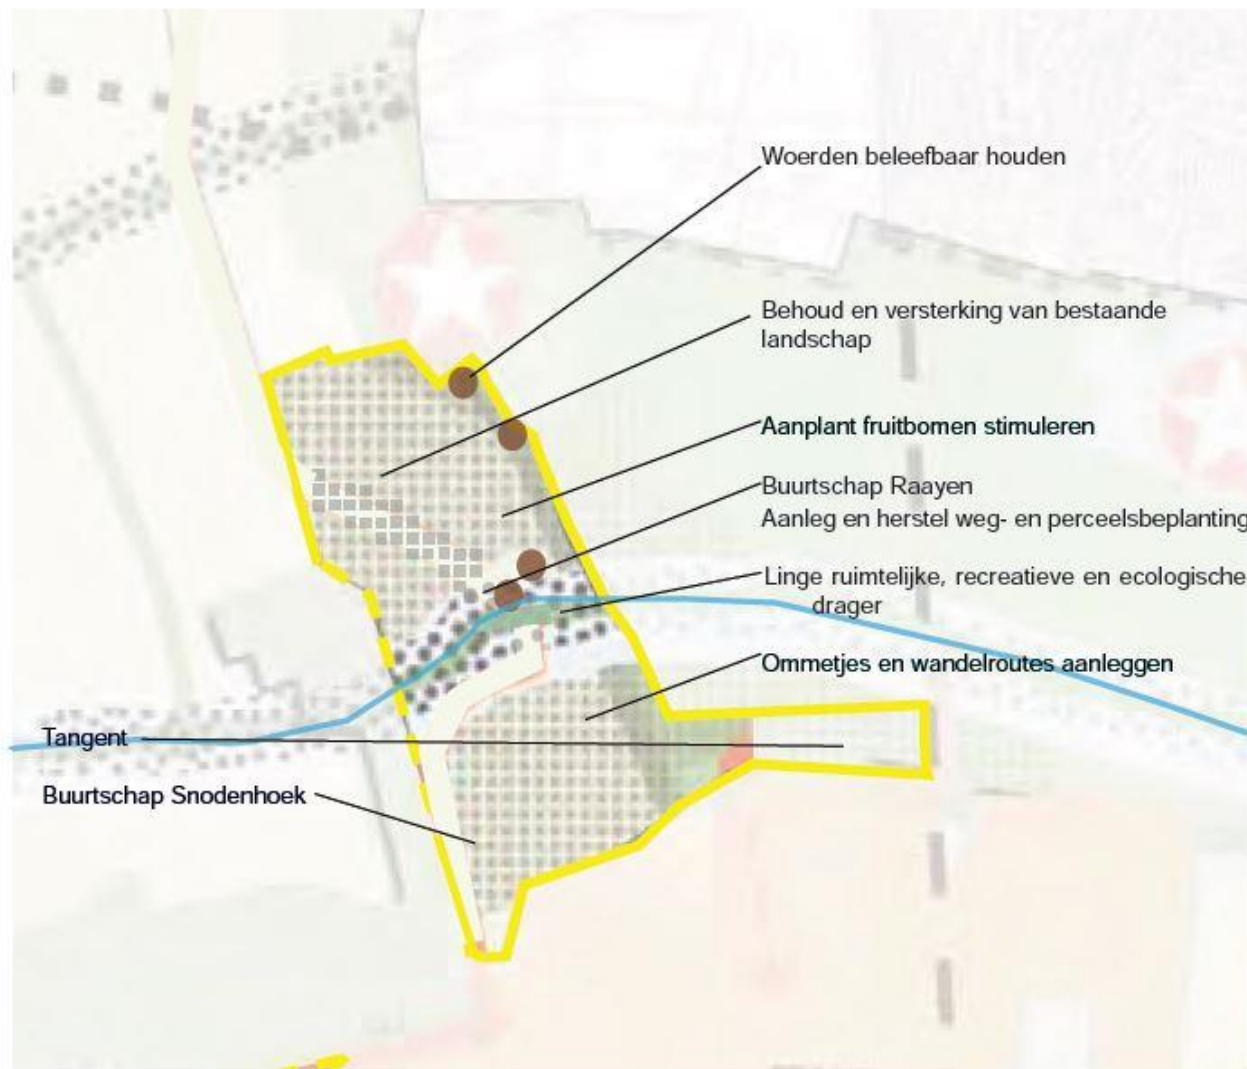 Woerden beleefbaar houden
Behoud en versterking van bestaande
landschap
Aanplant fruitbomen stimuleren
Buurtschap Raayen
Aanleg en herstel weg- en perceelsbeplanting
Linge ruimtelijke, recreatieve en ecologische
drager
Ommetjes en wandelroutes aanleggen
Tangent
Buurtschap Snodenhoek